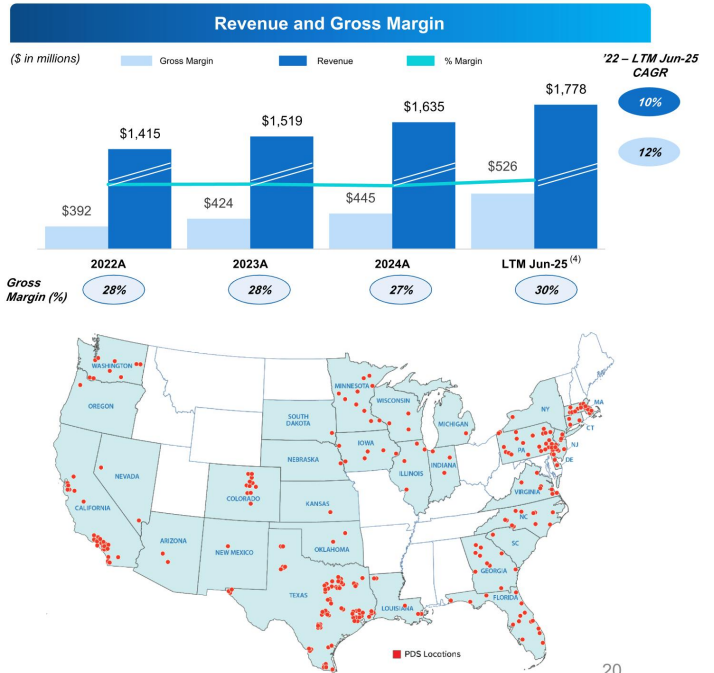 Revenue and Gross Margin
($ in millions)
Gross Margin
Revenue
% Margin
’22 – LTM Jun-25
CAGR
10%
12%
$392
$1,415
$424
$1,519
$445
$1,635
$526
$1,778
2022A
2023A
2024A
LTM Jun-25 (4)
Gross
Margin (%)
28%
28%
27%
30%
WASHINGTON
OREGON
CALIFORNIA
NEVADA
ARIZONA
NEW MEXICO
COLORADO
SOUTH
DAKOTA
NEBRASKA
KANSAS
OKLAHOMA
TEXAS
MINNESOTA
WISCONSIN
IOWA
ILLINOIS
INDIANA
MICHIGAN
LOUISIANA
NY
MA
CT
PA
NJ
DE
VIRGINIA
NC
SC
GEORGIA
FLORIDA
PDS Locotions
20